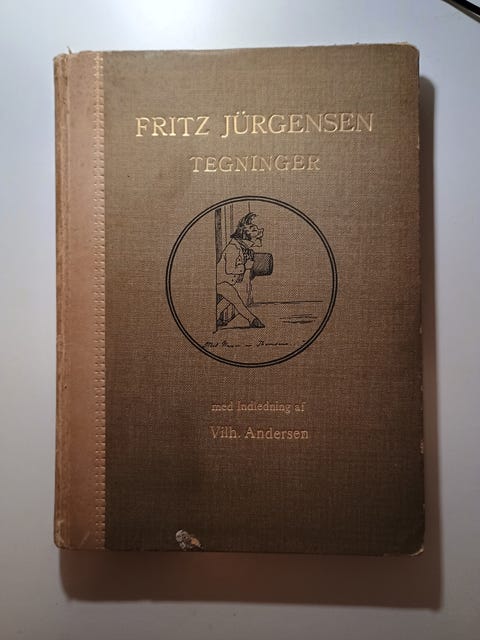 FRITZ JÜRGENSEN
TEGNINGER
med Indledning af
Vilh. Andersen